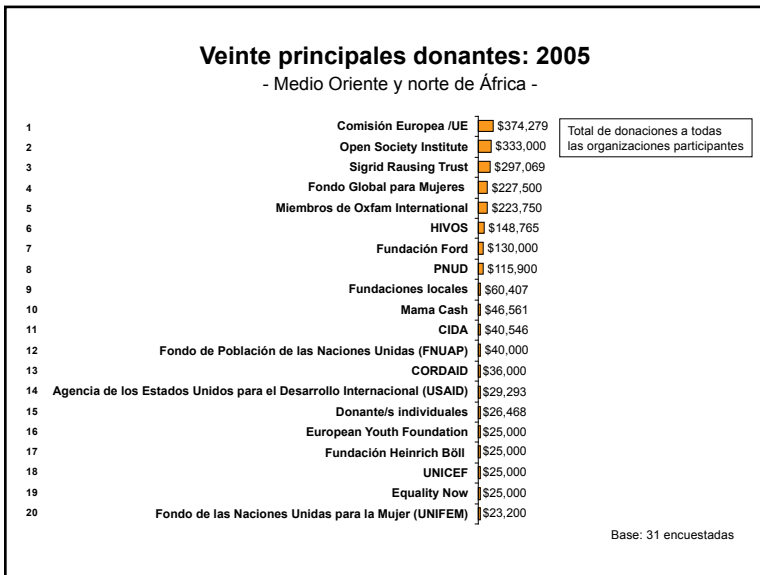 Veinte principales donantes: 2005
- Medio Oriente y norte de África -
Total de donaciones a todas
las organizaciones participantes
1 Comisión Europea /UE $374,279
2 Open Society Institute $333,000
3 Sigrid Rausing Trust $297,069
4 Fondo Global para Mujeres $227,500
5 Miembros de Oxfam International $223,750
6 HIVOS $148,765
7 Fundación Ford $130,000
8 PNUD $115,900
9 Fundaciones locales $60,407
10 Mama Cash $46,561
11 CIDA $40,546
12 Fondo de Población de las Naciones Unidas (FNUAP) $40,000
13 CORDAID $36,000
14 Agencia de los Estados Unidos para el Desarrollo Internacional (USAID) $29,293
15 Donante/s individuales $26,468
16 European Youth Foundation $25,000
17 Fundación Heinrich Böll $25,000
18 UNICEF $25,000
19 Equality Now $25,000
20 Fondo de las Naciones Unidas para la Mujer (UNIFEM) $23,200
Base: 31 encuestadas